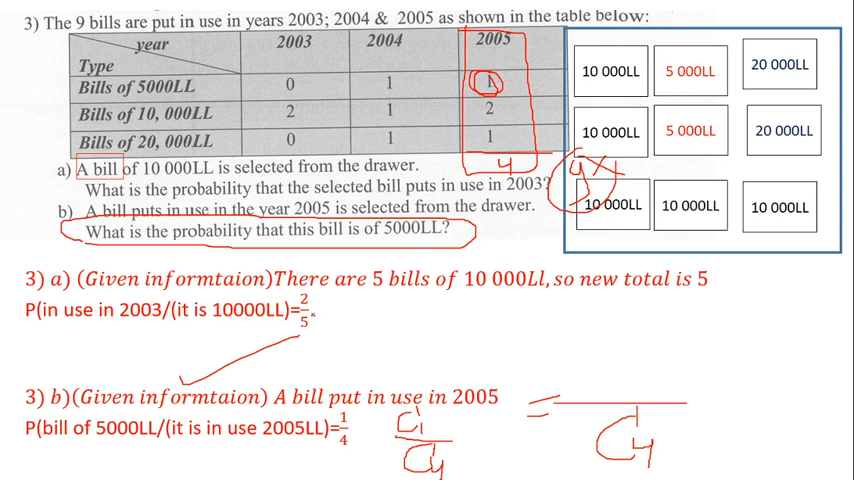 3) The 9 bills are put in use in years 2003; 2004 & 2005 as shown in the table below:
year 2003 2004 2005
Type
Bills of 5000LL 0 1 1
Bills of 10, 000LL 2 1 2
Bills of 20, 000LL 0 1 1
4
a) A bill of 10 000LL is selected from the drawer.
What is the probability that the selected bill puts in use in 2003?
b) A bill puts in use in the year 2005 is selected from the drawer.
What is the probability that this bill is of 5000LL?
10 000LL 5 000LL 20 000LL
10 000LL 5 000LL 20 000LL
10 000LL 10 000LL 10 000LL
3) a) (Given informtaion)There are 5 bills of 10 000Ll, so new total is 5
P(in use in 2003/(it is 10000LL)=2/5.
3) b)(Given informtaion) A bill put in use in 2005
P(bill of 5000LL/(it is in use 2005LL)=1/4
C 1 1
C 1 4
=
C 1 4